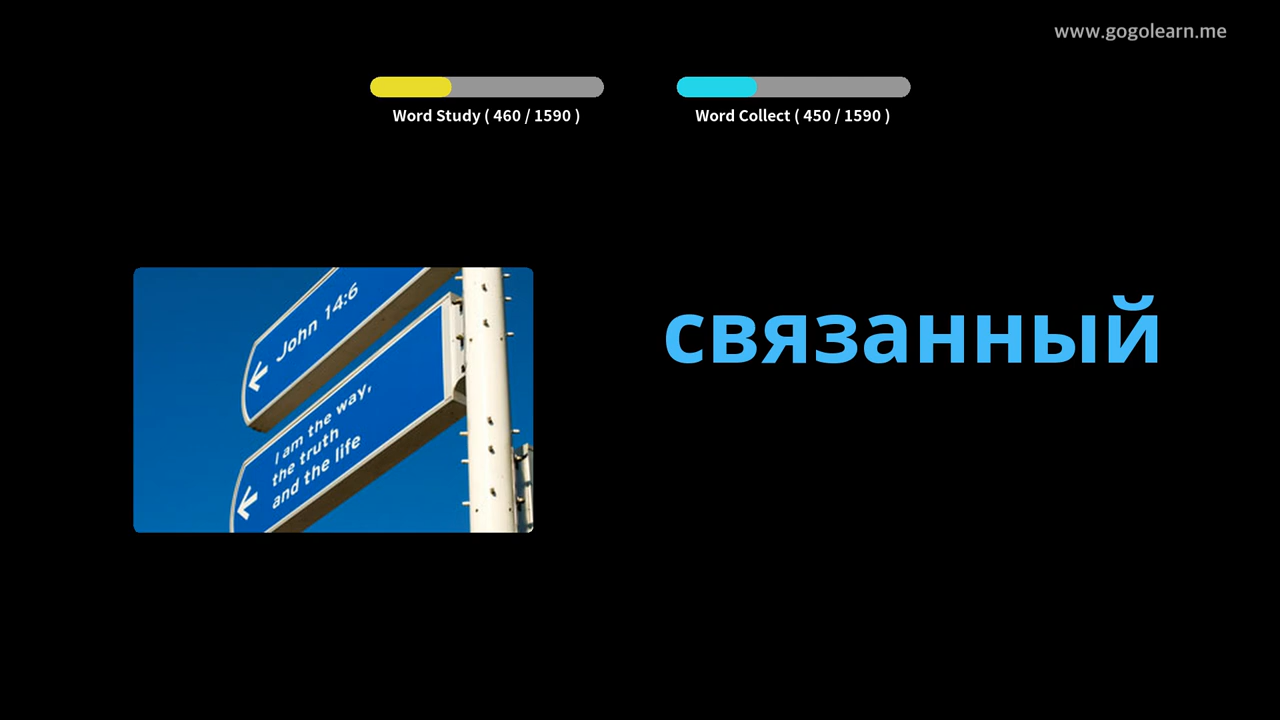 www.gogolearn.me
Word Study ( 460 / 1590 )
Word Collect ( 450 / 1590 )
John 14:6
I am the way,
the truth
and the life
связанный